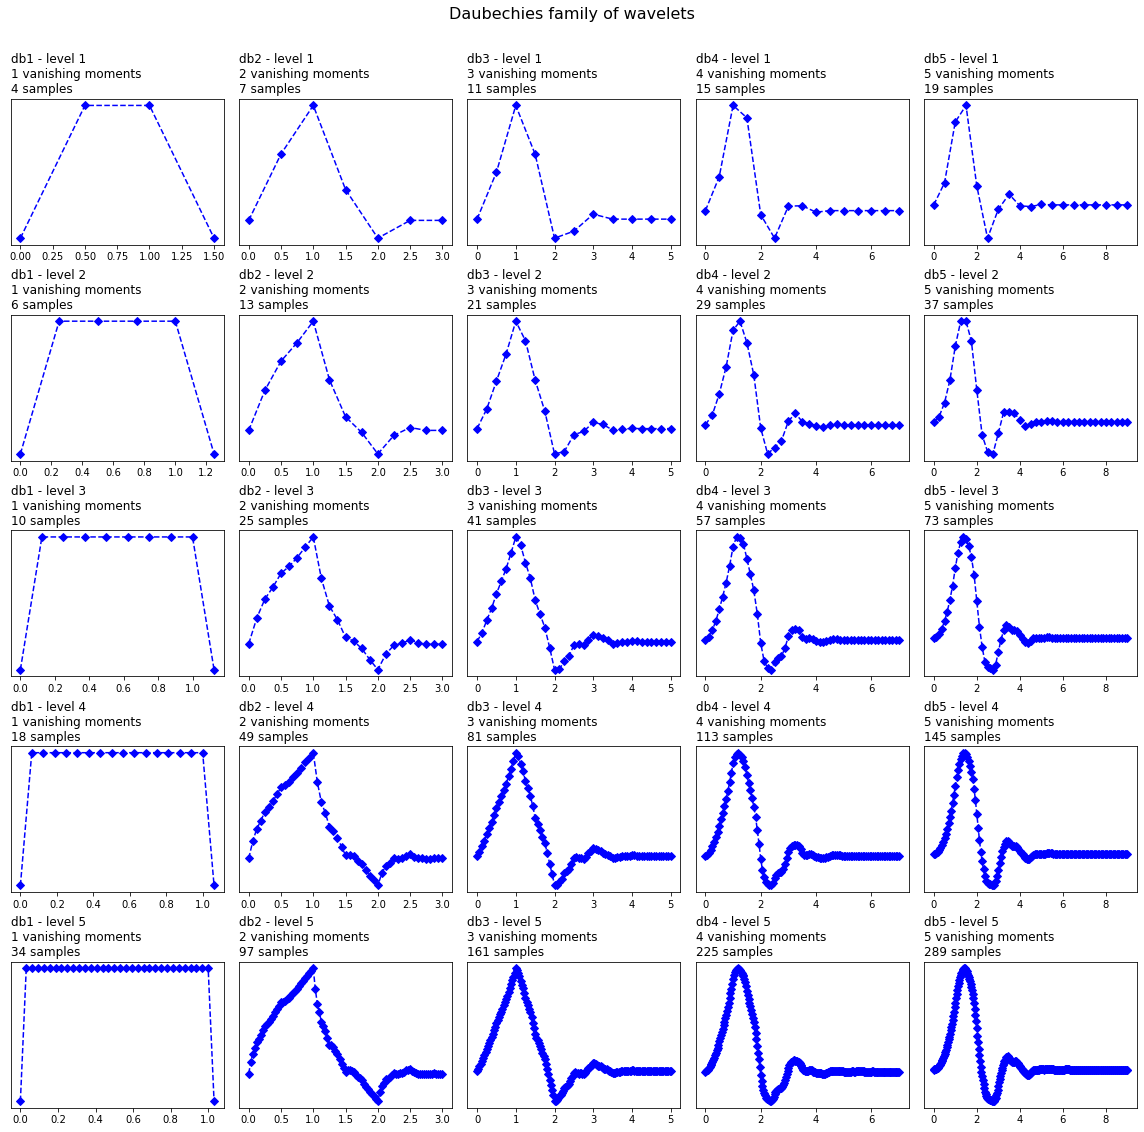 Daubechies family of wavelets
db1 - level 1
1 vanishing moments
4 samples
0.00 0.25 0.50 0.75 1.00 1.25 1.50
db2 - level 1
2 vanishing moments
7 samples
0.0 0.5 1.0 1.5 2.0 2.5 3.0
db3 - level 1
3 vanishing moments
11 samples
0 1 2 3 4 5
db4 - level 1
4 vanishing moments
15 samples
0 2 4 6
db5 - level 1
5 vanishing moments
19 samples
0 2 4 6 8
db1 - level 2
1 vanishing moments
6 samples
0.0 0.2 0.4 0.6 0.8 1.0 1.2
db2 - level 2
2 vanishing moments
13 samples
0.0 0.5 1.0 1.5 2.0 2.5 3.0
db3 - level 2
3 vanishing moments
21 samples
0 1 2 3 4 5
db4 - level 2
4 vanishing moments
29 samples
0 2 4 6
db5 - level 2
5 vanishing moments
37 samples
0 2 4 6 8
db1 - level 3
1 vanishing moments
10 samples
0.0 0.2 0.4 0.6 0.8 1.0
db2 - level 3
2 vanishing moments
25 samples
0.0 0.5 1.0 1.5 2.0 2.5 3.0
db3 - level 3
3 vanishing moments
41 samples
0 1 2 3 4 5
db4 - level 3
4 vanishing moments
57 samples
0 2 4 6
db5 - level 3
5 vanishing moments
73 samples
0 2 4 6 8
db1 - level 4
1 vanishing moments
18 samples
0.0 0.2 0.4 0.6 0.8 1.0
db2 - level 4
2 vanishing moments
49 samples
0.0 0.5 1.0 1.5 2.0 2.5 3.0
db3 - level 4
3 vanishing moments
81 samples
0 1 2 3 4 5
db4 - level 4
4 vanishing moments
113 samples
0 2 4 6
db5 - level 4
5 vanishing moments
145 samples
0 2 4 6 8
db1 - level 5
1 vanishing moments
34 samples
0.0 0.2 0.4 0.6 0.8 1.0
db2 - level 5
2 vanishing moments
97 samples
0.0 0.5 1.0 1.5 2.0 2.5 3.0
db3 - level 5
3 vanishing moments
161 samples
0 1 2 3 4 5
db4 - level 5
4 vanishing moments
225 samples
0 2 4 6
db5 - level 5
5 vanishing moments
289 samples
0 2 4 6 8